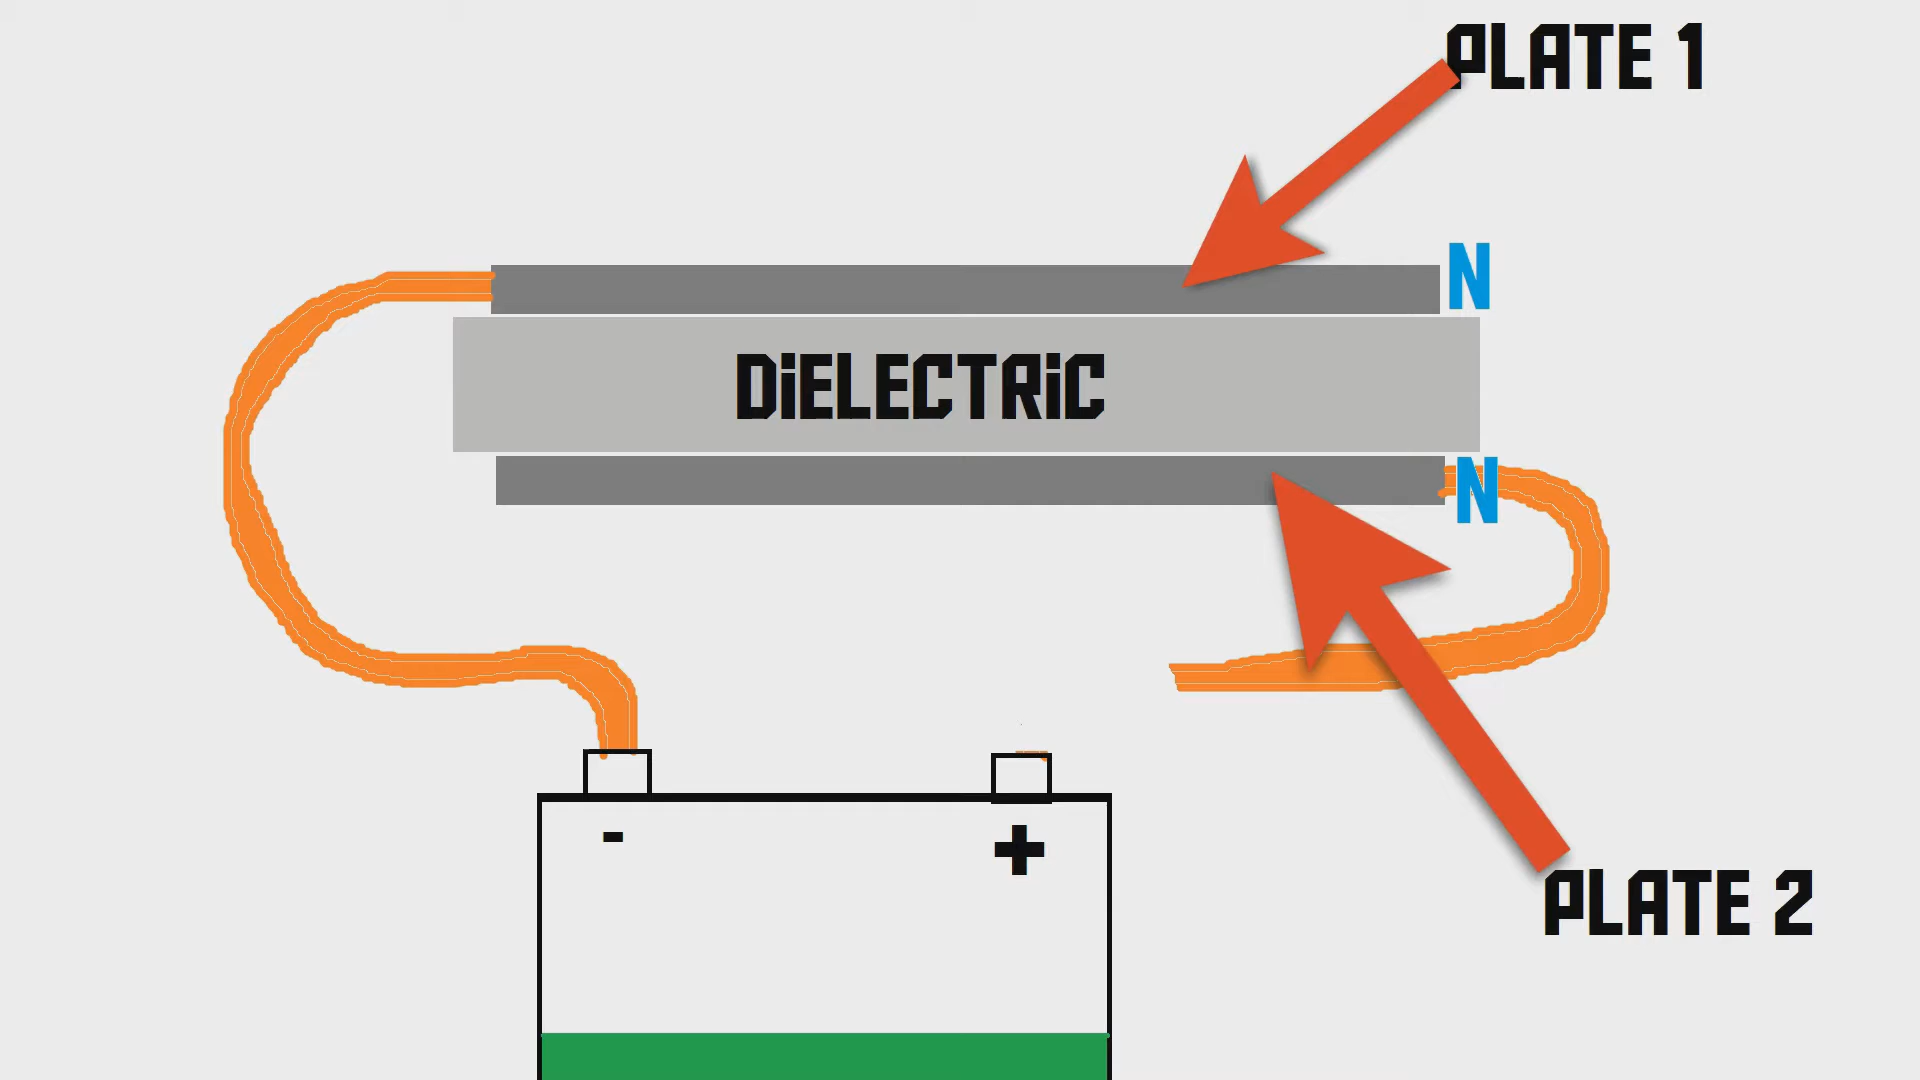 PLATE 1
N
DiELECTRiC
N
- +
PLATE 2